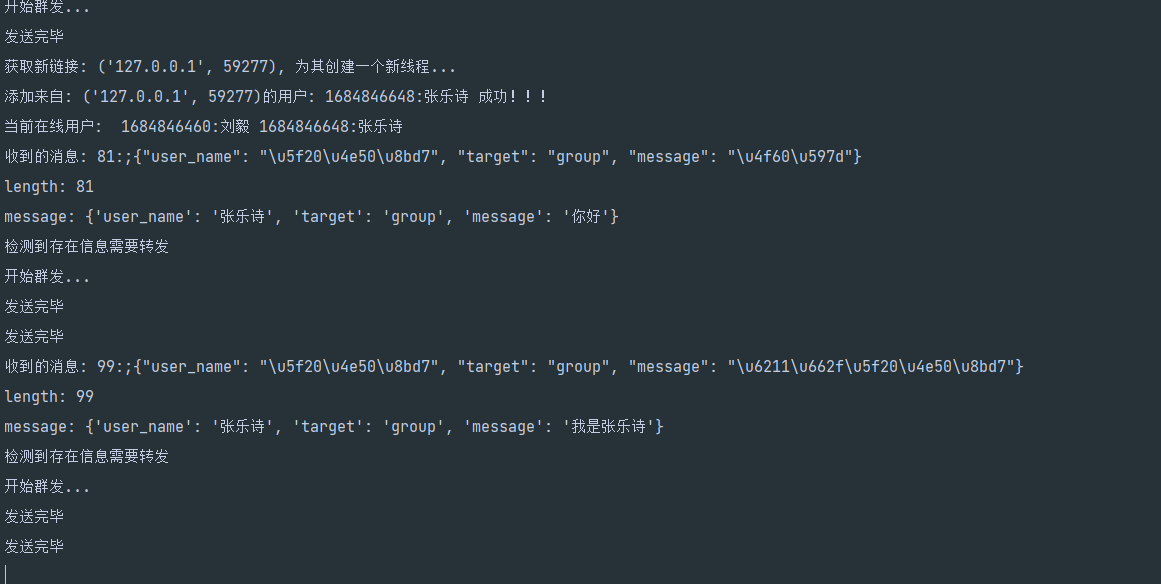 开始群发...
发送完毕
获取新链接: ('127.0.0.1', 59277), 为其创建一个新线程...
添加来自: ('127.0.0.1', 59277)的用户: 1684846648:张乐诗 成功!!!
当前在线用户:  1684846460:刘毅 1684846648:张乐诗
收到的消息: 81:;{"user_name": "\u5f20\u4e50\u8bd7", "target": "group", "message": "\u4f60\u597d"}
length: 81
message: {'user_name': '张乐诗', 'target': 'group', 'message': '你好'}
检测到存在信息需要转发
开始群发...
发送完毕
发送完毕
收到的消息: 99:;{"user_name": "\u5f20\u4e50\u8bd7", "target": "group", "message": "\u6211\u662f\u5f20\u4e50\u8bd7"}
length: 99
message: {'user_name': '张乐诗', 'target': 'group', 'message': '我是张乐诗'}
检测到存在信息需要转发
开始群发...
发送完毕
发送完毕